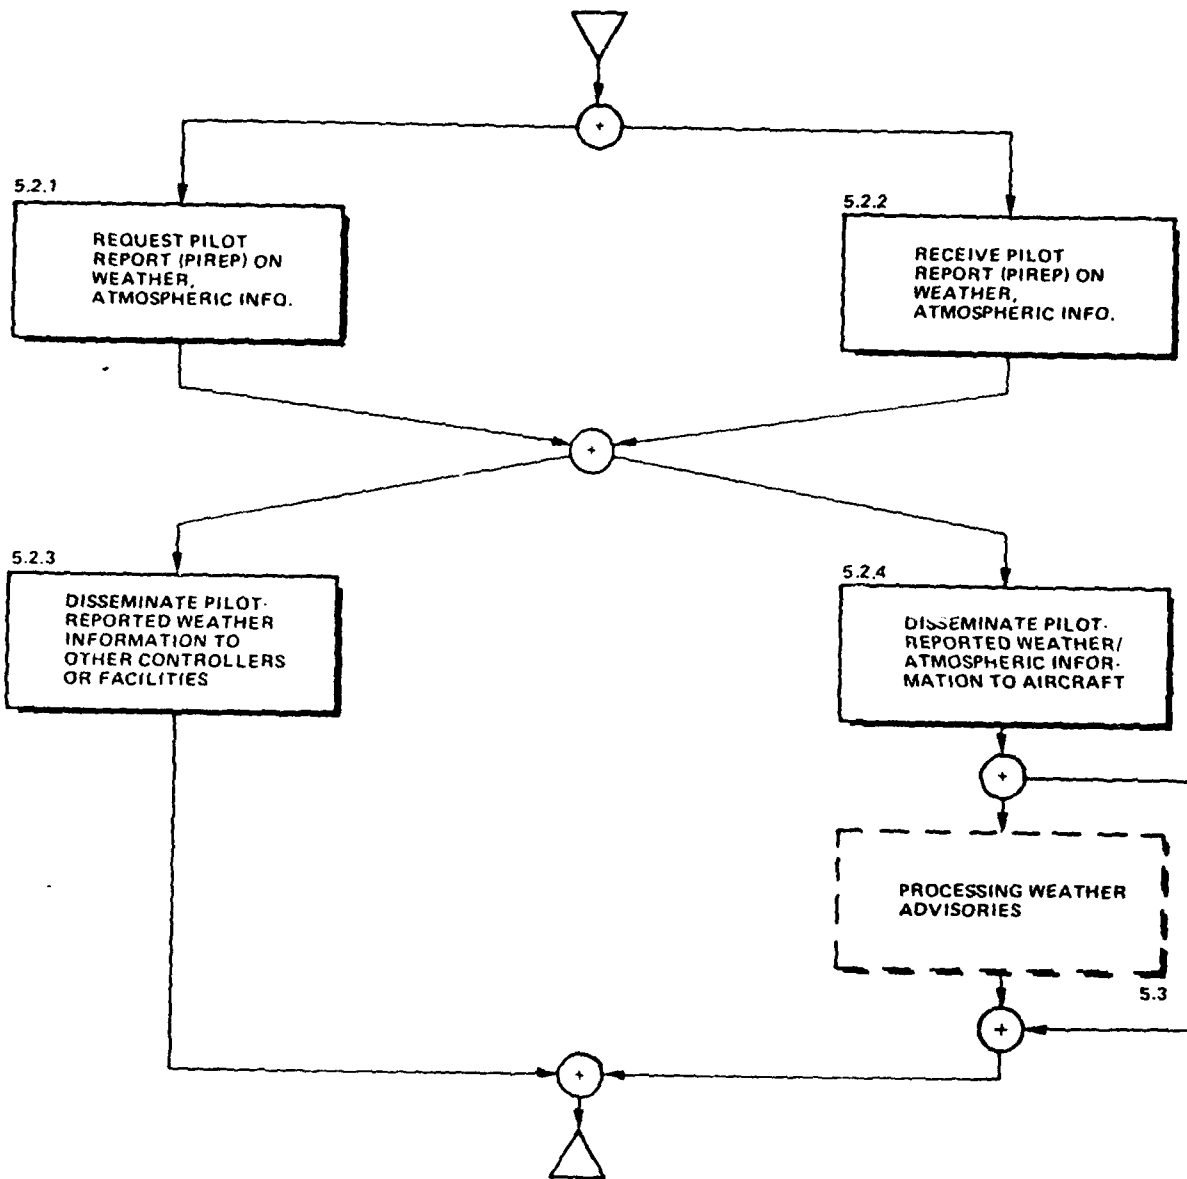 5.2.1
REQUEST PILOT
REPORT (PIREP) ON
WEATHER,
ATMOSPHERIC INFO.
5.2.2
RECEIVE PILOT
REPORT (PIREP) ON
WEATHER,
ATMOSPHERIC INFO.
5.2.3
DISSEMINATE PILOT-
REPORTED WEATHER
INFORMATION TO
OTHER CONTROLLERS
OR FACILITIES
5.2.4
DISSEMINATE PILOT-
REPORTED WEATHER/
ATMOSPHERIC INFOR-
MATION TO AIRCRAFT
PROCESSING WEATHER
ADVISORIES
5.3